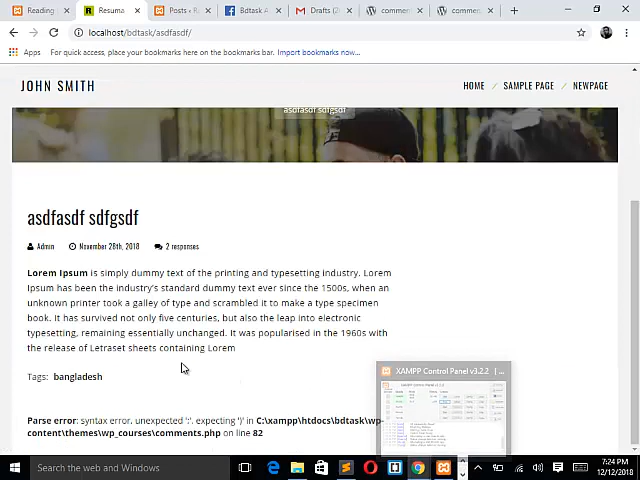 Reading
Resuma
Posts ‹ R
Bdtask A
Drafts (2
commen
commen
localhost/bdtask/asdfasdf/
Apps For quick access, place your bookmarks here on the bookmarks bar. Import bookmarks now...
JOHN SMITH
HOME / SAMPLE PAGE / NEWPAGE
asdfasdf sdfgsdf
asdfasdf sdfgsdf
Admin November 28th, 2018 2 responses
Lorem Ipsum is simply dummy text of the printing and typesetting industry. Lorem
Ipsum has been the industry's standard dummy text ever since the 1500s, when an
unknown printer took a galley of type and scrambled it to make a type specimen
book. It has survived not only five centuries, but also the leap into electronic
typesetting, remaining essentially unchanged. It was popularised in the 1960s with
the release of Letraset sheets containing Lorem
Tags: bangladesh
XAMPP Control Panel v3.2.2 [ ...
Parse error: syntax error, unexpected ';', expecting ')' in C:\xampp\htdocs\bdtask\wp-
content\themes\wp_courses\comments.php on line 82
Search the web and Windows
7:24 PM
12/12/2018